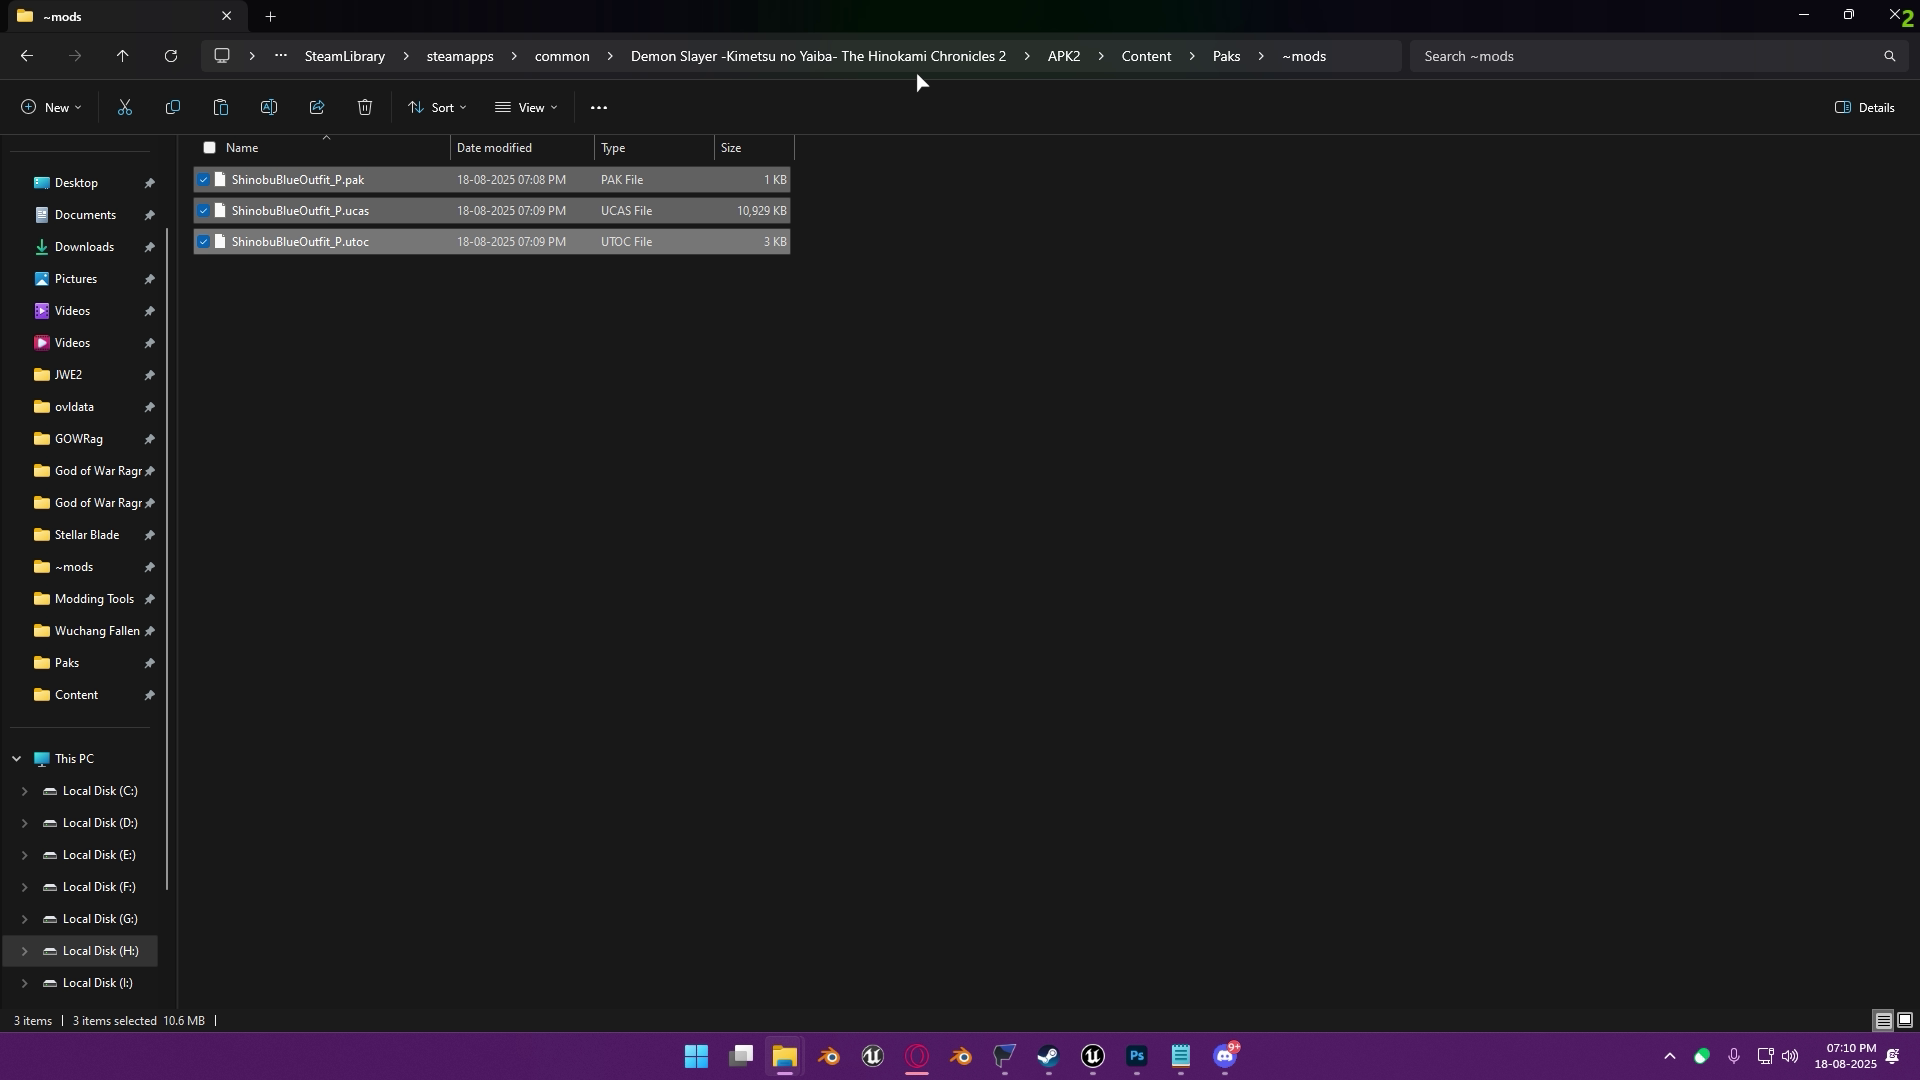 ~mods
2
SteamLibrary
steamapps
common
Demon Slayer -Kimetsu no Yaiba- The Hinokami Chronicles 2
APK2
Content
Paks
~mods
Search ~mods
New
Sort
View
Details
Name
Date modified
Type
Size
ShinobuBlueOutfit_P.pak 18-08-2025 07:08 PM PAK File 1 KB
ShinobuBlueOutfit_P.ucas 18-08-2025 07:09 PM UCAS File 10,929 KB
ShinobuBlueOutfit_P.utoc 18-08-2025 07:09 PM UTOC File 3 KB
Desktop
Documents
Downloads
Pictures
Videos
Videos
JWE2
ovldata
GOWRag
God of War Ragr
God of War Ragr
Stellar Blade
~mods
Modding Tools
Wuchang Fallen
Paks
Content
This PC
Local Disk (C:)
Local Disk (D:)
Local Disk (E:)
Local Disk (F:)
Local Disk (G:)
Local Disk (H:)
Local Disk (I:)
3 items
3 items selected 10.6 MB
Ps
9+
07:10 PM
18-08-2025